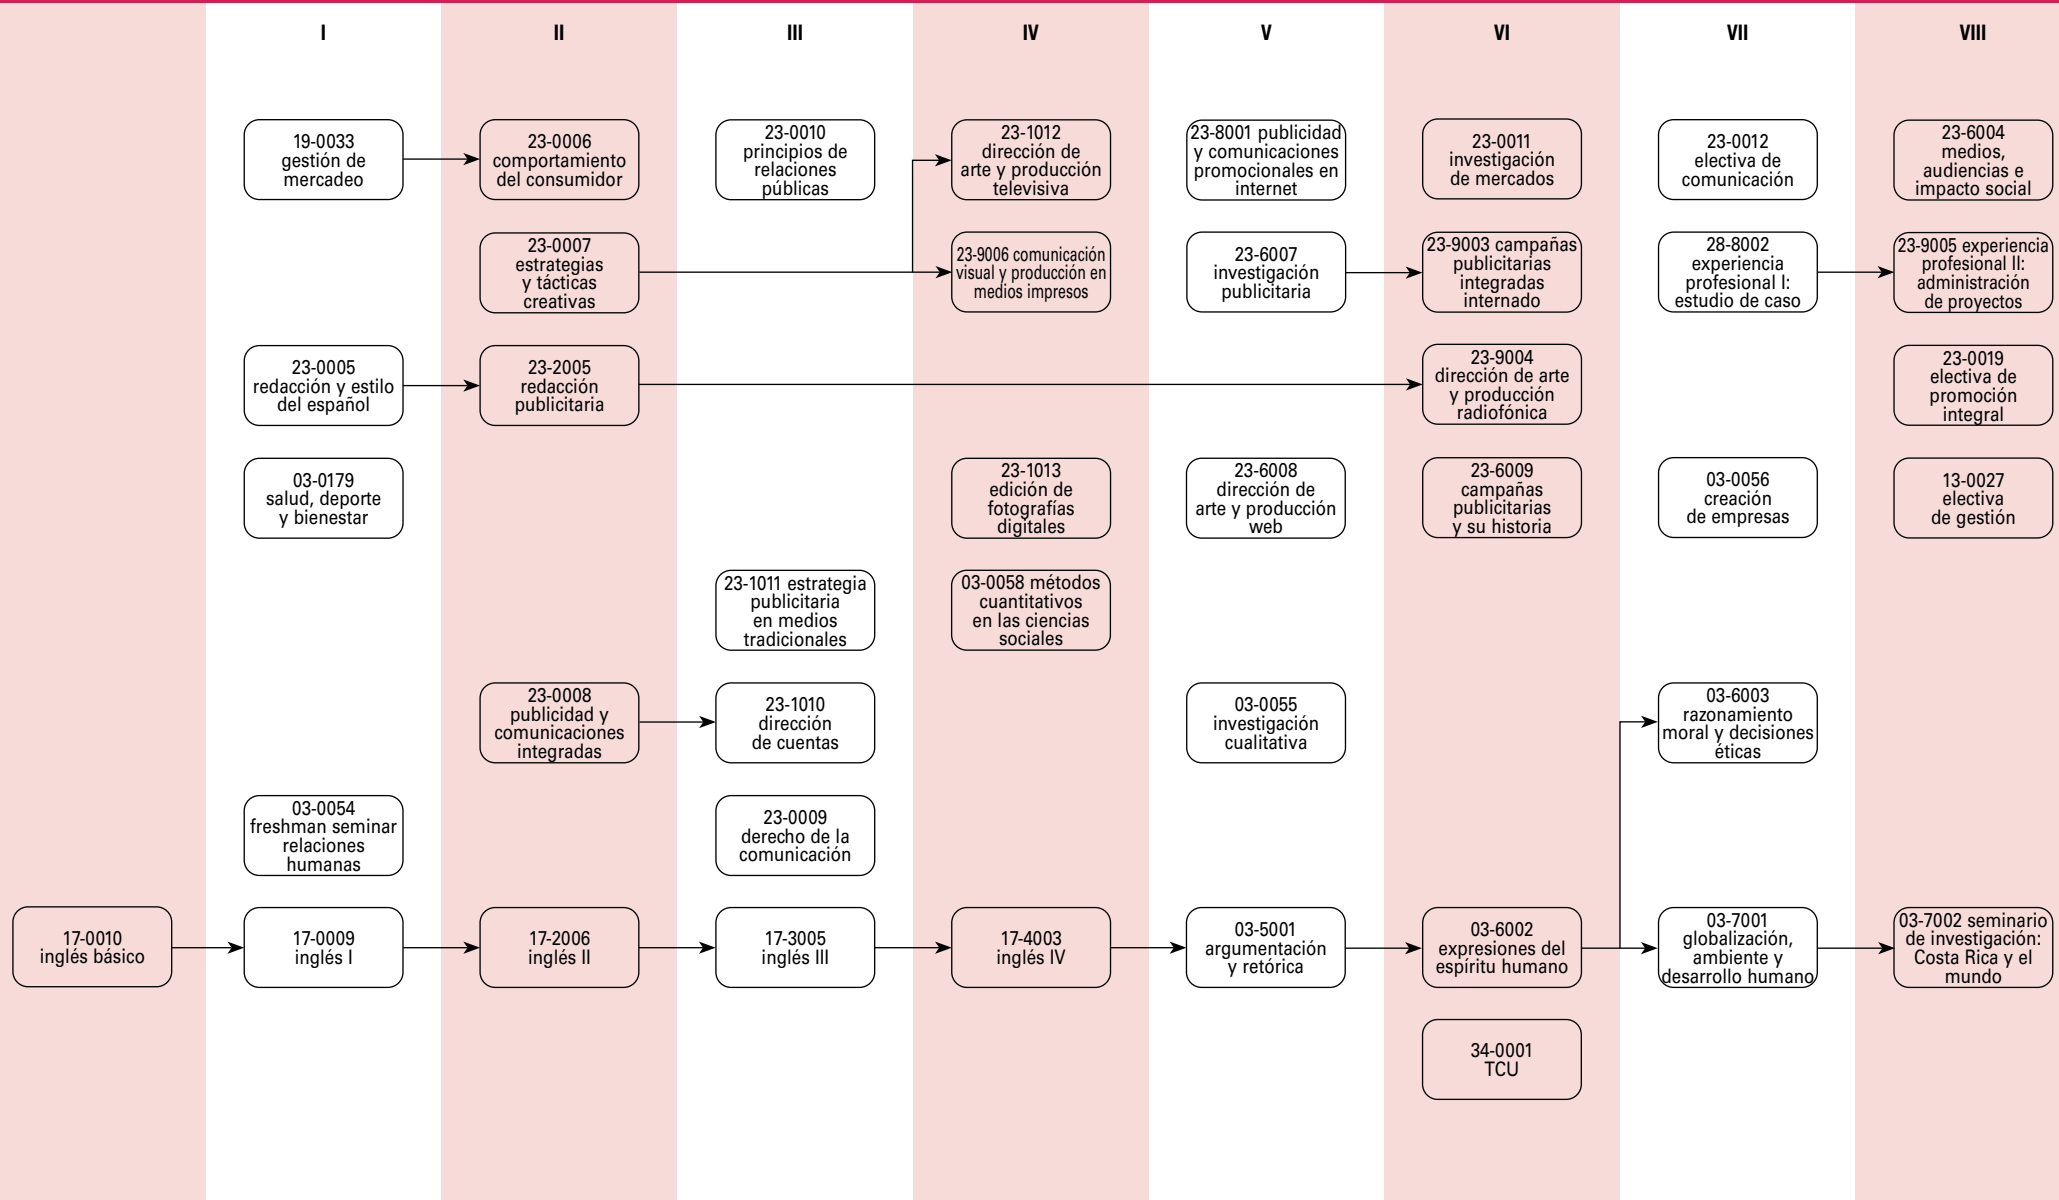 I
II
III
IV
V
VI
VII
VIII
19-0033
gestión de
mercadeo
23-0006
comportamiento
del consumidor
23-0010
principios de
relaciones
públicas
23-1012
dirección de
arte y producción
televisiva
23-8001 publicidad
y comunicaciones
promocionales en
internet
23-0011
investigación
de mercados
23-0012
electiva de
comunicación
23-6004
medios,
audiencias e
impacto social
23-0007
estrategias
y tácticas
creativas
23-9006 comunicación
visual y producción en
medios impresos
23-6007
investigación
publicitaria
23-9003 campañas
publicitarias
integradas
internado
28-8002
experiencia
profesional I:
estudio de caso
23-9005 experiencia
profesional II:
administración
de proyectos
23-0005
redacción y estilo
del español
23-2005
redacción
publicitaria
23-9004
dirección de arte
y producción
radiofónica
23-0019
electiva de
promoción
integral
03-0179
salud, deporte
y bienestar
23-1013
edición de
fotografías
digitales
23-6008
dirección de
arte y producción
web
23-6009
campañas
publicitarias
y su historia
03-0056
creación
de empresas
13-0027
electiva
de gestión
23-1011 estrategia
publicitaria
en medios
tradicionales
03-0058 métodos
cuantitativos
en las ciencias
sociales
23-0008
publicidad y
comunicaciones
integradas
23-1010
dirección
de cuentas
03-0055
investigación
cualitativa
03-6003
razonamiento
moral y decisiones
éticas
03-0054
freshman seminar
relaciones
humanas
23-0009
derecho de la
comunicación
17-0010
inglés básico
17-0009
inglés I
17-2006
inglés II
17-3005
inglés III
17-4003
inglés IV
03-5001
argumentación
y retórica
03-6002
expresiones del
espíritu humano
03-7001
globalización,
ambiente y
desarrollo humano
03-7002 seminario
de investigación:
Costa Rica y el
mundo
34-0001
TCU